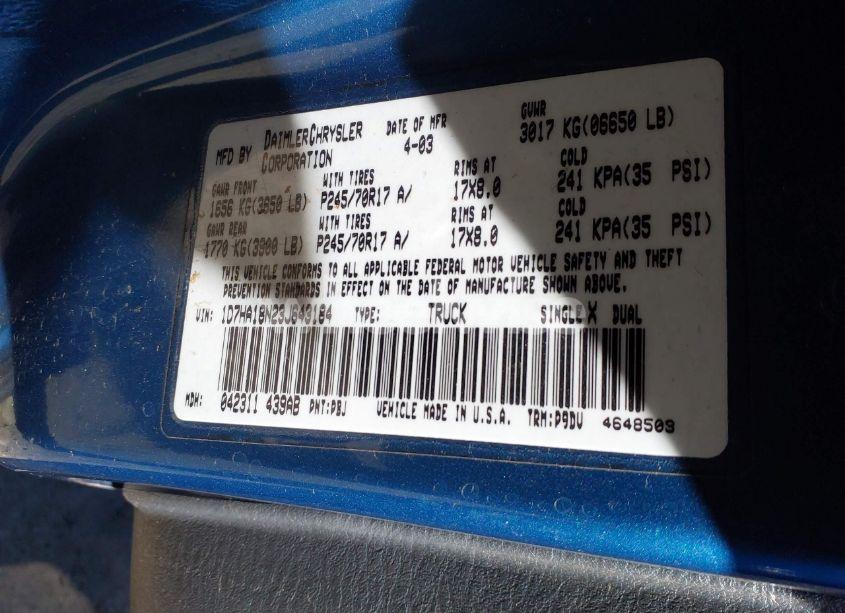 MFD BY DAIMLERCHRYSLER CORPORATION DATE OF MFR 4-03 GVWR 3017 KG(06650 LB)
GAWR FRONT WITH TIRES RIMS AT COLD
1656 KG(3650 LB) P245/70R17 A/ 17X8.0 241 KPA(35 PSI)
GAWR REAR WITH TIRES RIMS AT COLD
1770 KG(3900 LB) P245/70R17 A/ 17X8.0 241 KPA(35 PSI)
THIS VEHICLE CONFORMS TO ALL APPLICABLE FEDERAL MOTOR VEHICLE SAFETY AND THEFT
PREVENTION STANDARDS IN EFFECT ON THE DATE OF MANUFACTURE SHOWN ABOVE.
VIN: 1D7HA18N23J643184 TYPE: TRUCK SINGLE X DUAL
MDH: 042311 439AB PNT:PBJ VEHICLE MADE IN U.S.A. TRM:P9DV 4648509